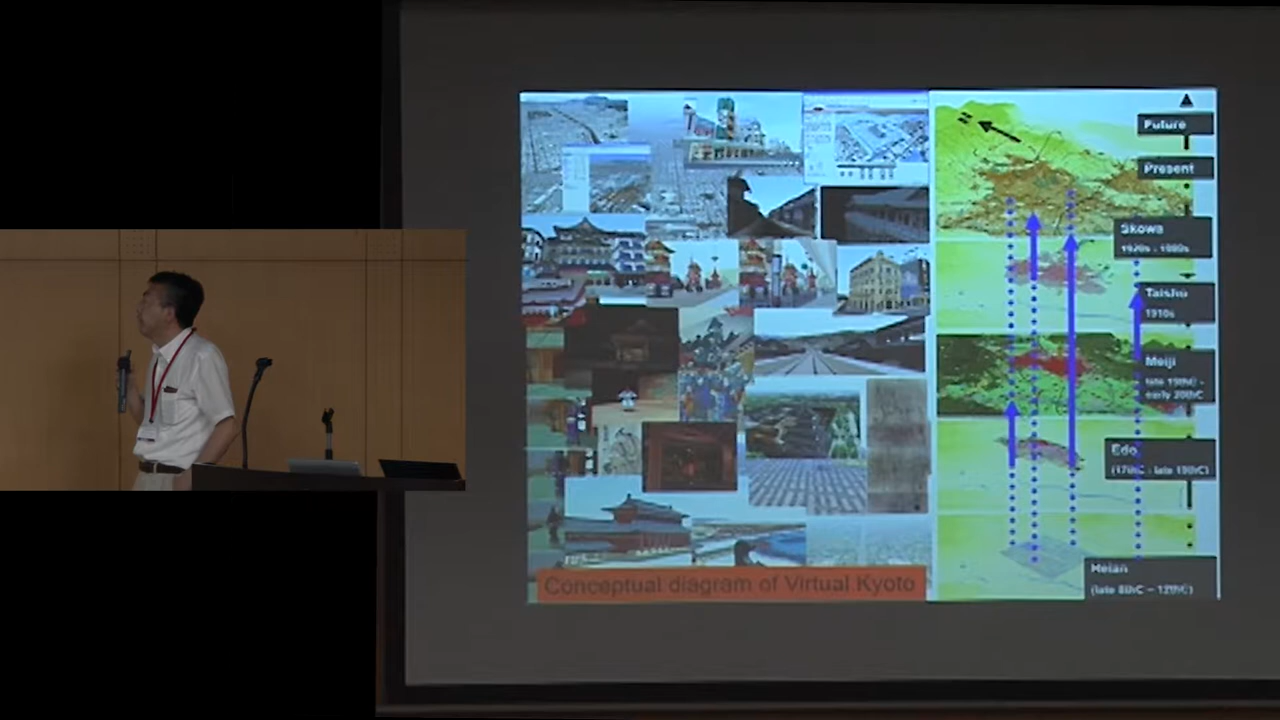 Future
Present
Showa
1920s - 1980s
Taisho
1910s
Meiji
late 19thC -
early 20thC
Edo
(17thC - late 19thC)
Heian
(late 8thC – 12thC)
Conceptual diagram of Virtual Kyoto